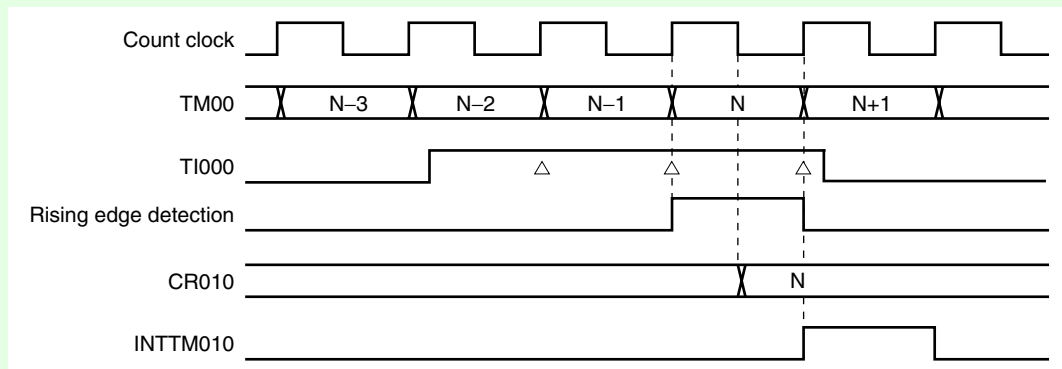 Count clock
TM00 N–3 N–2 N–1 N N+1
TI000
Rising edge detection
CR010 N
INTTM010